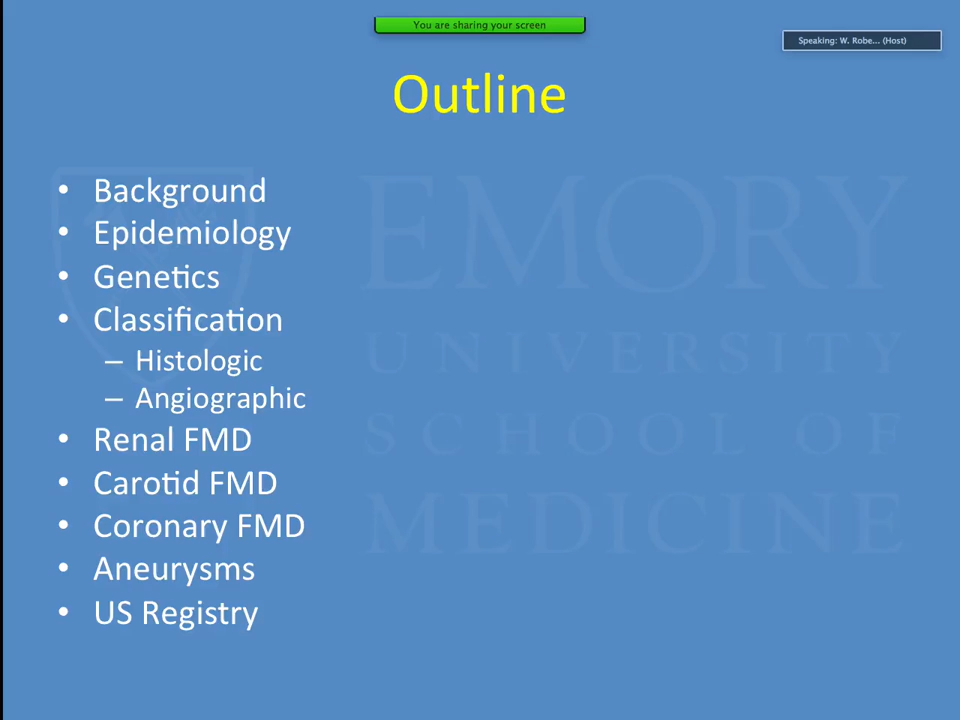 You are sharing your screen
Speaking: W. Robe... (Host)
Outline
• Background
• Epidemiology
• Genetics
• Classification
– Histologic
– Angiographic
• Renal FMD
• Carotid FMD
• Coronary FMD
• Aneurysms
• US Registry
EMORY
UNIVERSITY
SCHOOL OF
MEDICINE